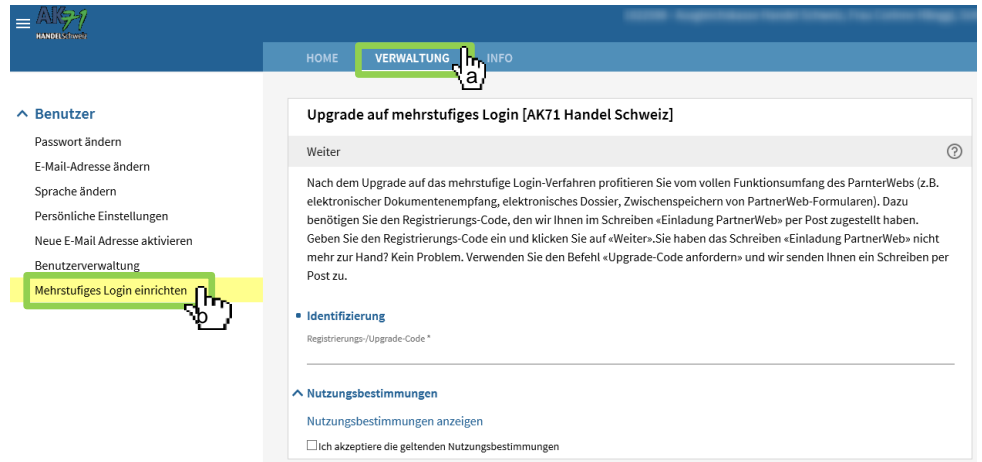 AK71
HANDEL Schweiz
HOME VERWALTUNG INFO
a
Benutzer
Passwort ändern
E-Mail-Adresse ändern
Sprache ändern
Persönliche Einstellungen
Neue E-Mail Adresse aktivieren
Benutzerverwaltung
Mehrstufiges Login einrichten
b
Upgrade auf mehrstufiges Login [AK71 Handel Schweiz]
Weiter
?
Nach dem Upgrade auf das mehrstufige Login-Verfahren profitieren Sie vom vollen Funktionsumfang des ParnterWebs (z.B.
elektronischer Dokumentenempfang, elektronisches Dossier, Zwischenspeichern von PartnerWeb-Formularen). Dazu
benötigen Sie den Registrierungs-Code, den wir Ihnen im Schreiben «Einladung PartnerWeb» per Post zugestellt haben.
Geben Sie den Registrierungs-Code ein und klicken Sie auf «Weiter».Sie haben das Schreiben «Einladung PartnerWeb» nicht
mehr zur Hand? Kein Problem. Verwenden Sie den Befehl «Upgrade-Code anfordern» und wir senden Ihnen ein Schreiben per
Post zu.
Identifizierung
Registrierungs-/Upgrade-Code *
Nutzungsbestimmungen
Nutzungsbestimmungen anzeigen
Ich akzeptiere die geltenden Nutzungsbestimmungen